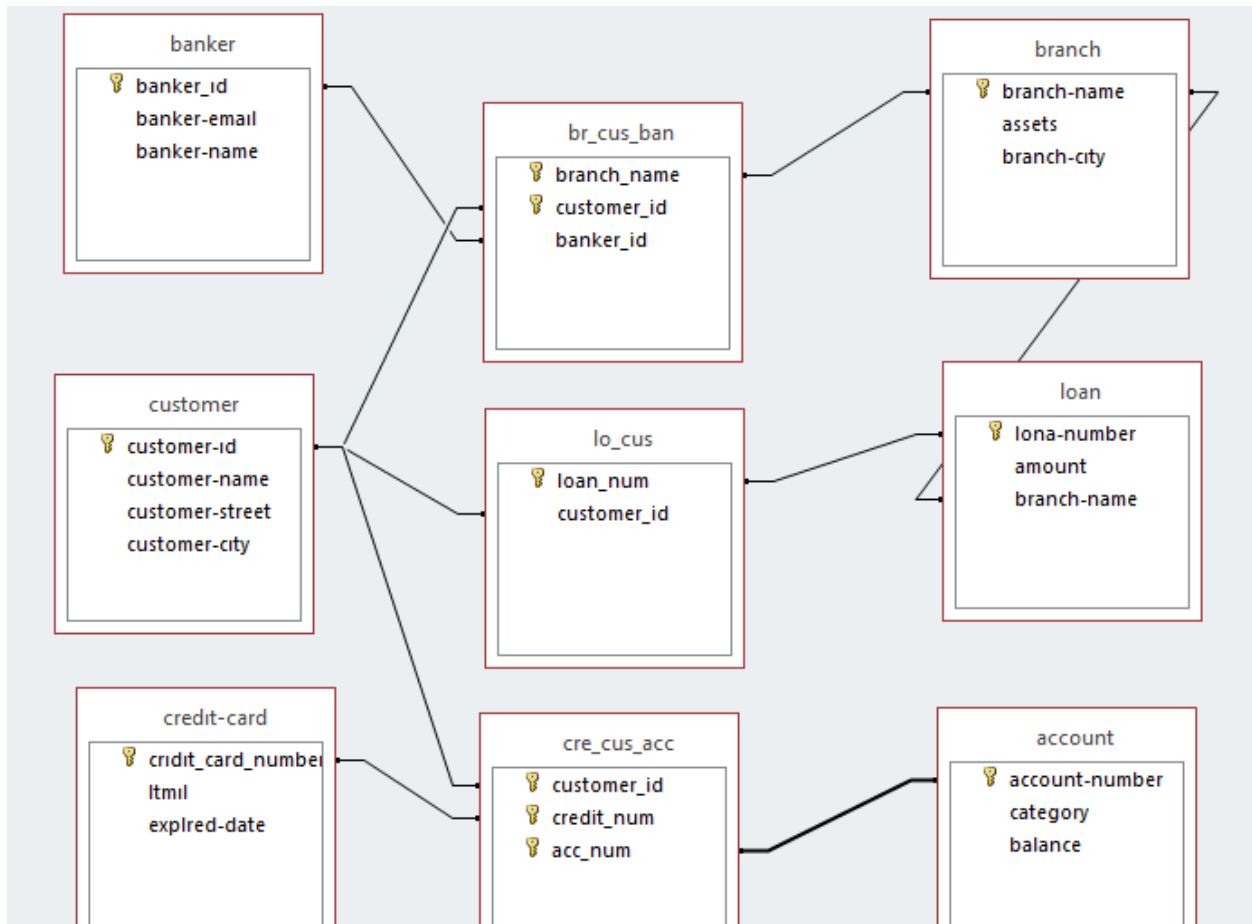 banker
banker_ıd
banker-emaıl
banker-name
br_cus_ban
branch_name
customer_id
banker_id
branch
branch-name
assets
branch-cıty
customer
customer-ıd
customer-name
customer-street
customer-cıty
lo_cus
loan_num
customer_id
loan
lona-number
amount
branch-name
credıt-card
crıdıt_card_number
ltmıl
expıred-date
cre_cus_acc
customer_id
credit_num
acc_num
account
account-number
category
balance